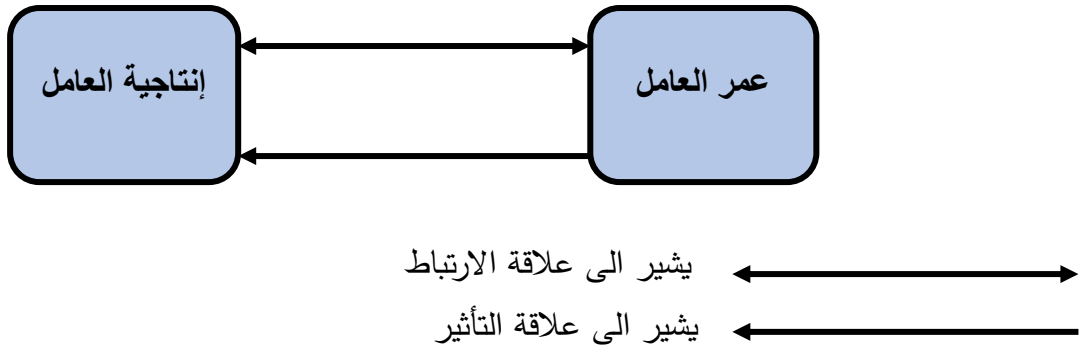 عمر العامل
إنتاجية العامل
يشير الى علاقة الارتباط
يشير الى علاقة التأثير